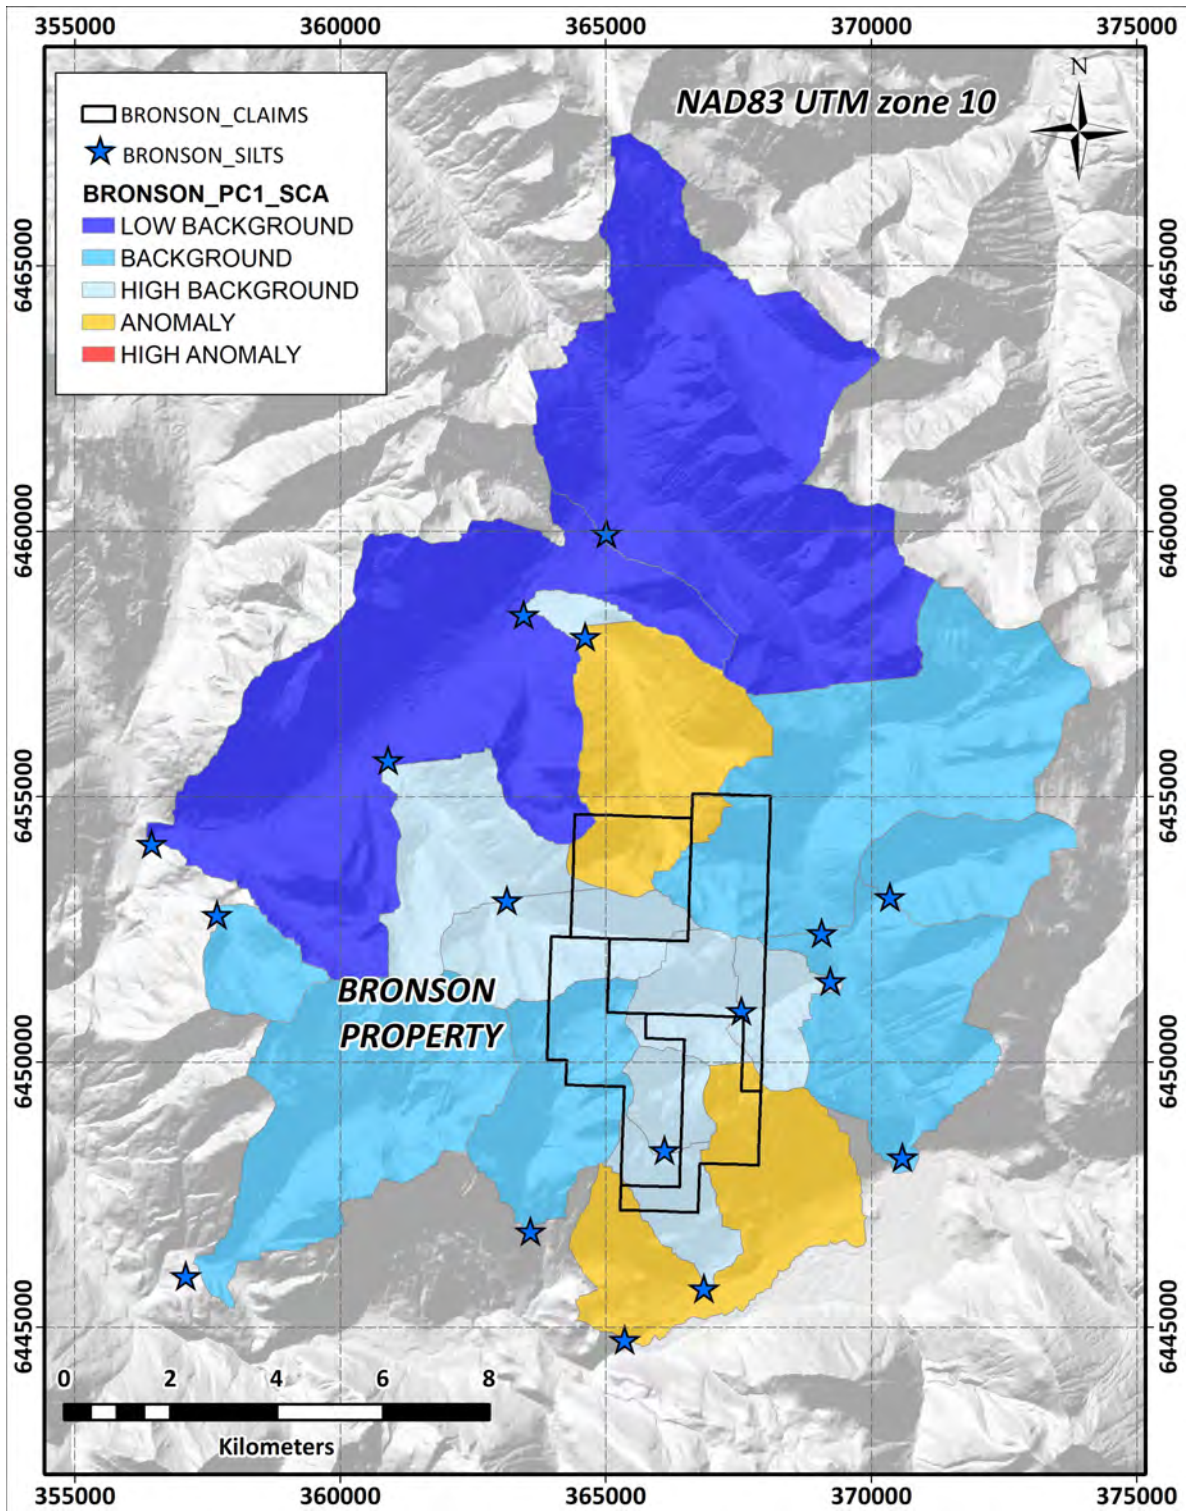 355000 360000 365000 370000 375000
NAD83 UTM zone 10
N
BRONSON_CLAIMS
BRONSON_SILTS
BRONSON_PC1_SCA
LOW BACKGROUND
BACKGROUND
HIGH BACKGROUND
ANOMALY
HIGH ANOMALY
6465000 6465000
6460000 6460000
6455000 6455000
BRONSON
PROPERTY
6450000 6450000
6445000 6445000
0 2 4 6 8
Kilometers
355000 360000 365000 370000 375000